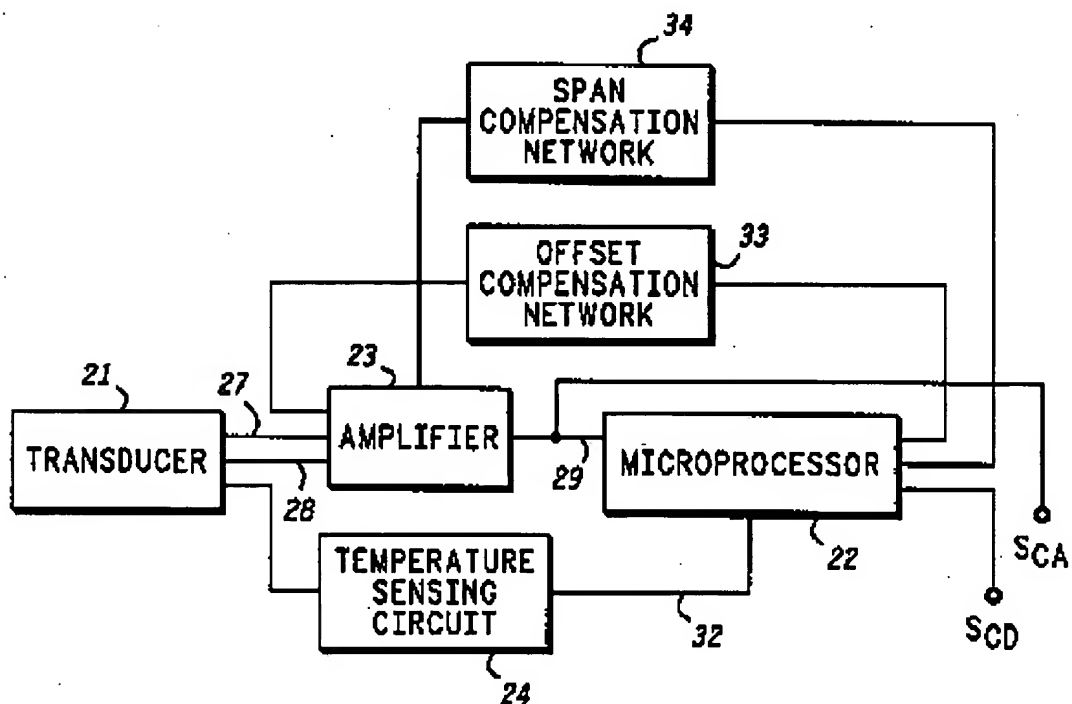 34
SPAN
COMPENSATION
NETWORK
33
OFFSET
COMPENSATION
NETWORK
23
21
27
AMPLIFIER
TRANSDUCER
28
29
MICROPROCESSOR
22
SCA
TEMPERATURE
SENSING
CIRCUIT
32
SCD
24